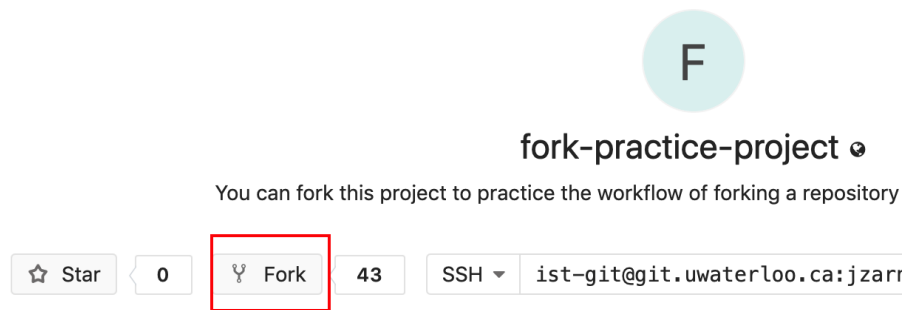 F
fork-practice-project
You can fork this project to practice the workflow of forking a repository
Star 0 Fork 43 SSH ist-git@git.uwaterloo.ca:jzarn